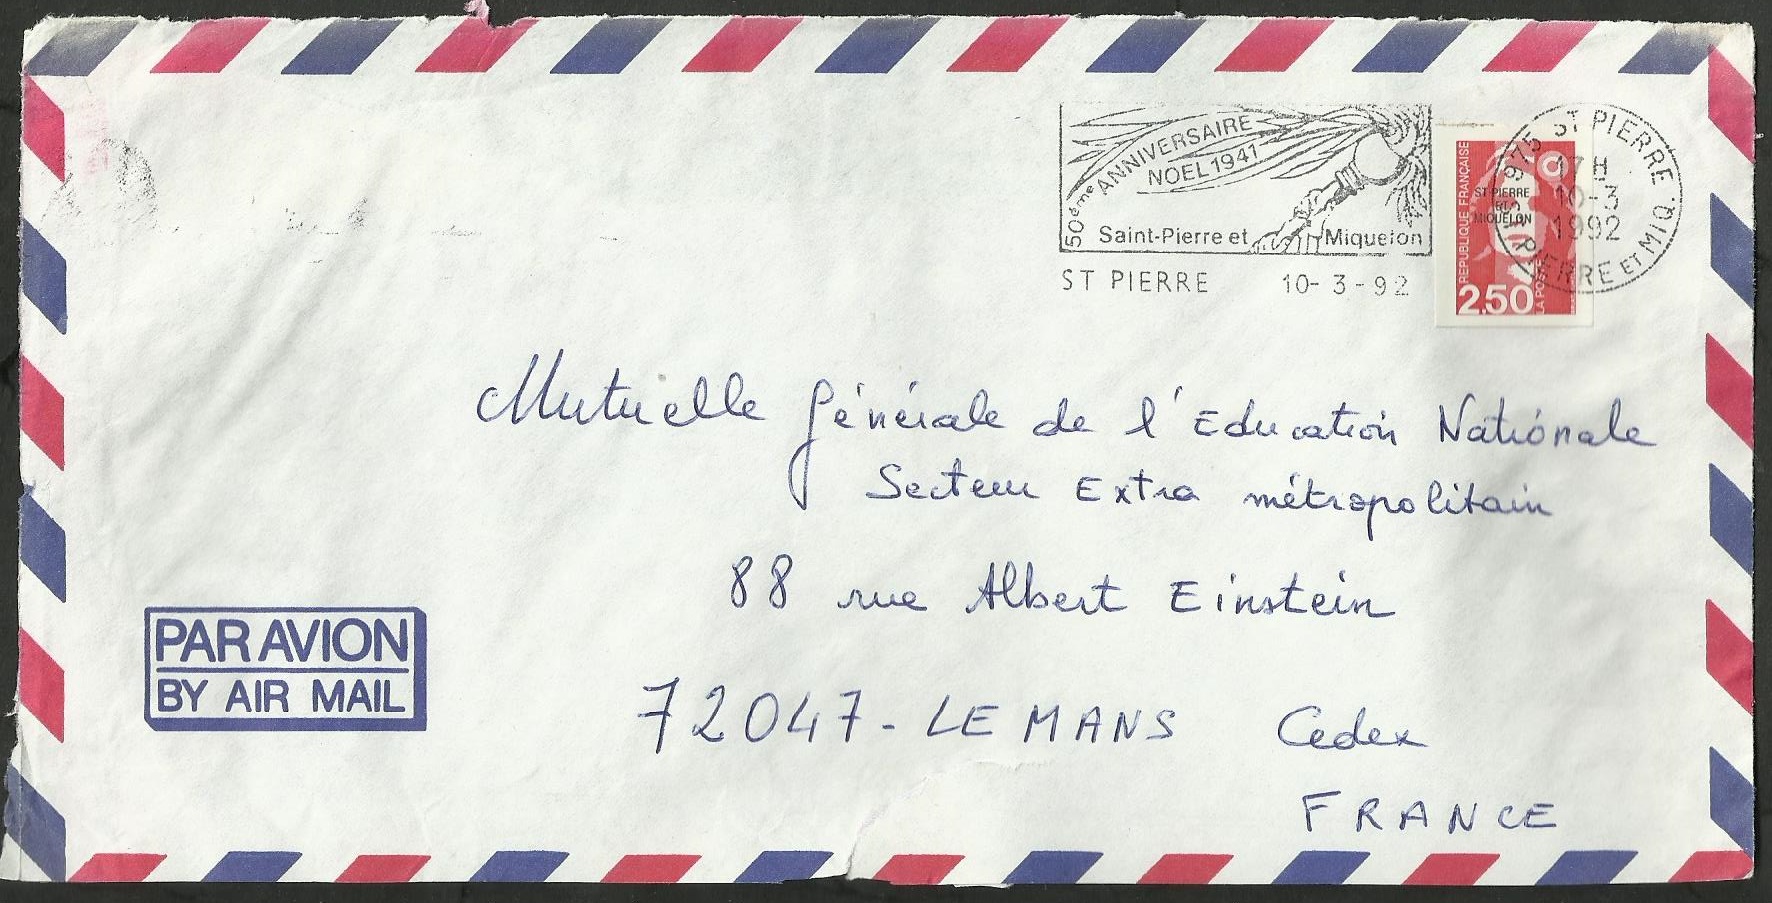 50ème ANNIVERSAIRE
NOEL 1941
Saint-Pierre et Miquelon
ST PIERRE 10-3-92
REPUBLIQUE FRANÇAISE
ST-PIERRE
ET
MIQUELON
2,50
LA POSTE
975 ST PIERRE
17 H
10-3
1992
ST PIERRE ET MIQ.
Mutuelle Générale de l'Education Nationale
Secteur Extra métropolitain
88 rue Albert Einstein
72047-LE MANS Cedex
FRANCE
PAR AVION
BY AIR MAIL